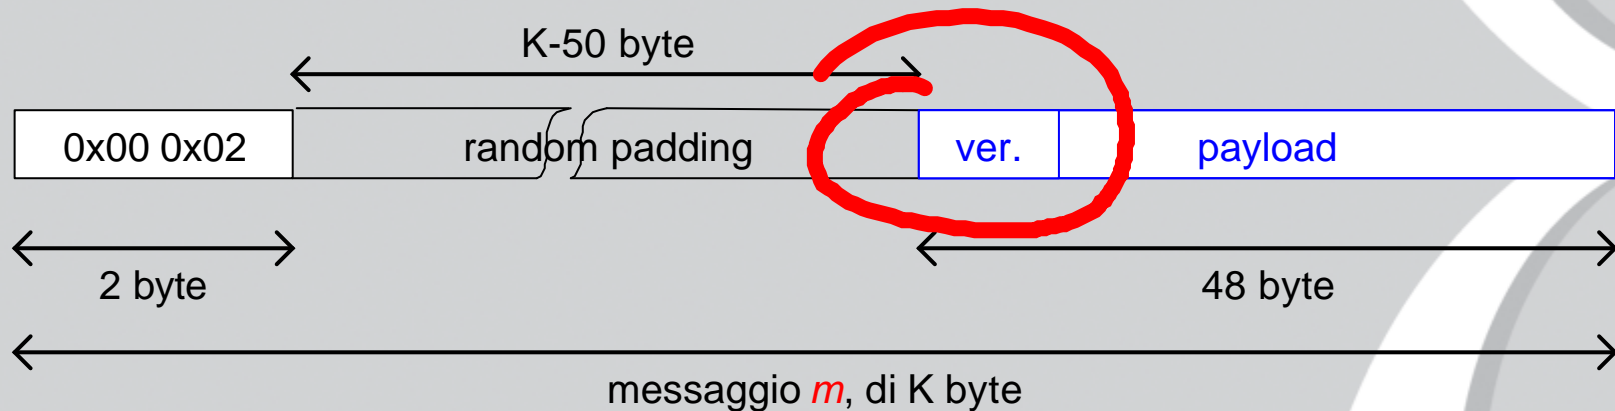 K-50 byte
0x00 0x02 random padding ver. payload
2 byte 48 byte
messaggio m, di K byte